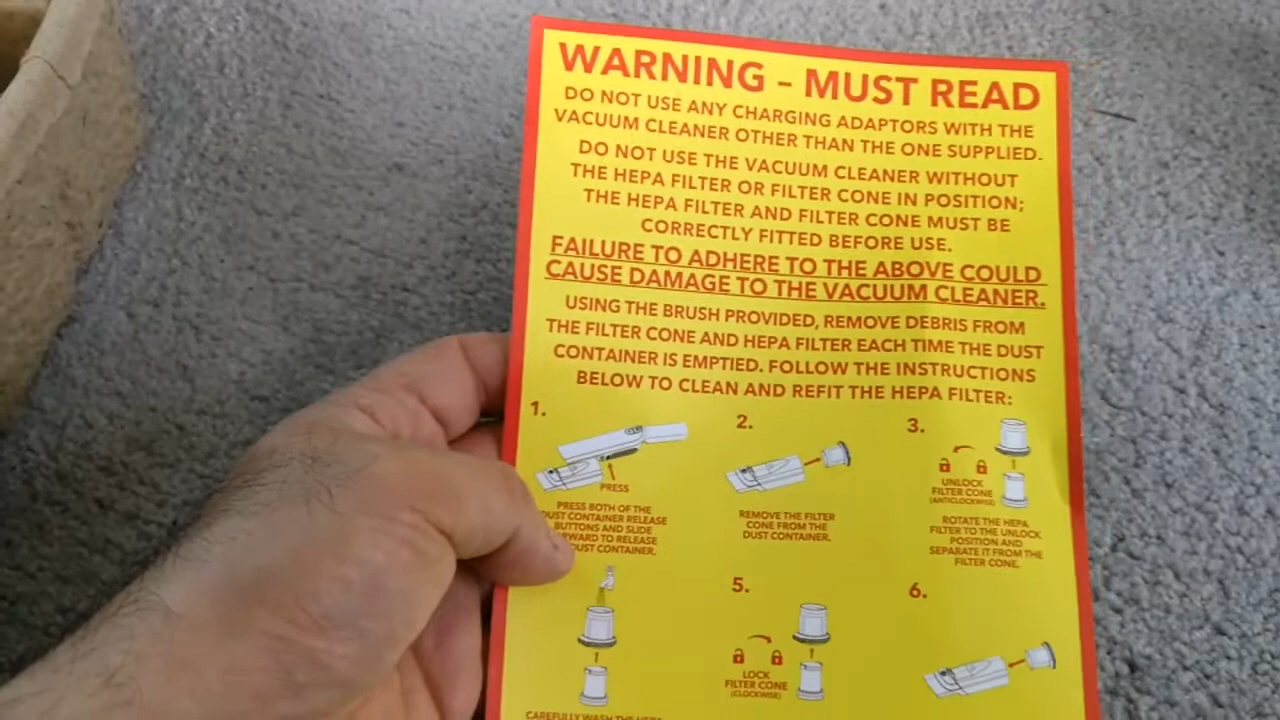 WARNING – MUST READ
DO NOT USE ANY CHARGING ADAPTORS WITH THE
VACUUM CLEANER OTHER THAN THE ONE SUPPLIED.
DO NOT USE THE VACUUM CLEANER WITHOUT
THE HEPA FILTER OR FILTER CONE IN POSITION;
THE HEPA FILTER AND FILTER CONE MUST BE
CORRECTLY FITTED BEFORE USE.
FAILURE TO ADHERE TO THE ABOVE COULD
CAUSE DAMAGE TO THE VACUUM CLEANER.
USING THE BRUSH PROVIDED, REMOVE DEBRIS FROM
THE FILTER CONE AND HEPA FILTER EACH TIME THE DUST
CONTAINER IS EMPTIED. FOLLOW THE INSTRUCTIONS
BELOW TO CLEAN AND REFIT THE HEPA FILTER:
1.
PRESS
PRESS BOTH OF THE
DUST CONTAINER RELEASE
BUTTONS AND SLIDE
TO RELEASE
DUST CONTAINER.
2.
REMOVE THE FILTER
CONE FROM THE
DUST CONTAINER.
3.
UNLOCK
FILTER CONE
(ANTICLOCKWISE)
ROTATE THE HEPA
FILTER TO THE UNLOCK
POSITION AND
SEPARATE IT FROM THE
FILTER CONE.
CAREFULLY WASH THE HEPA
5.
LOCK
FILTER CONE
(CLOCKWISE)
6.